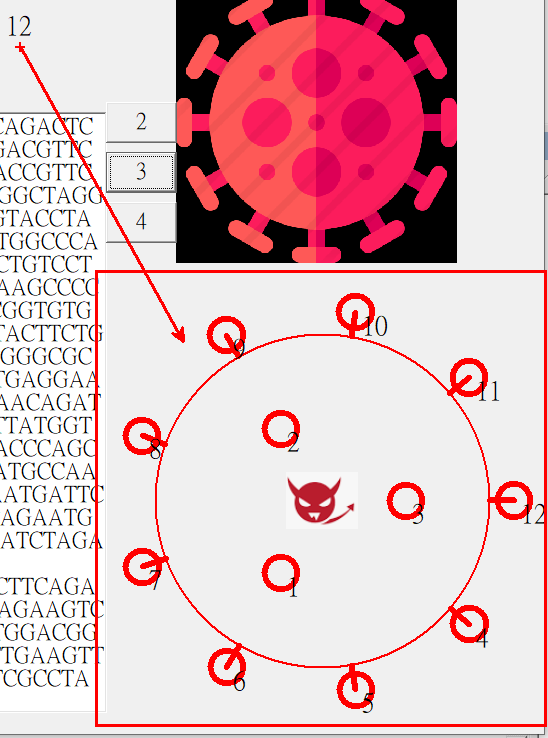 12
CAGACTC
GACGTTC
ACCGTTC
GGCTAGG
GTACCTA
TGGCCCA
CTGTCCT
AAGCCCC
CGGTGTG
TACTTCTG
GGGCGC
TGAGGAA
AACAGAT
TTATGGT
ACCCAGC
ATGCCAA
AATGATTC
AGAATG
ATCTAGA
CTTCAGA
AGAAGTC
TGGACGG
TTGAAGTT
TCGCCTA
2
3
4
10
9
11
2
8
3
12
7
1
4
6
5